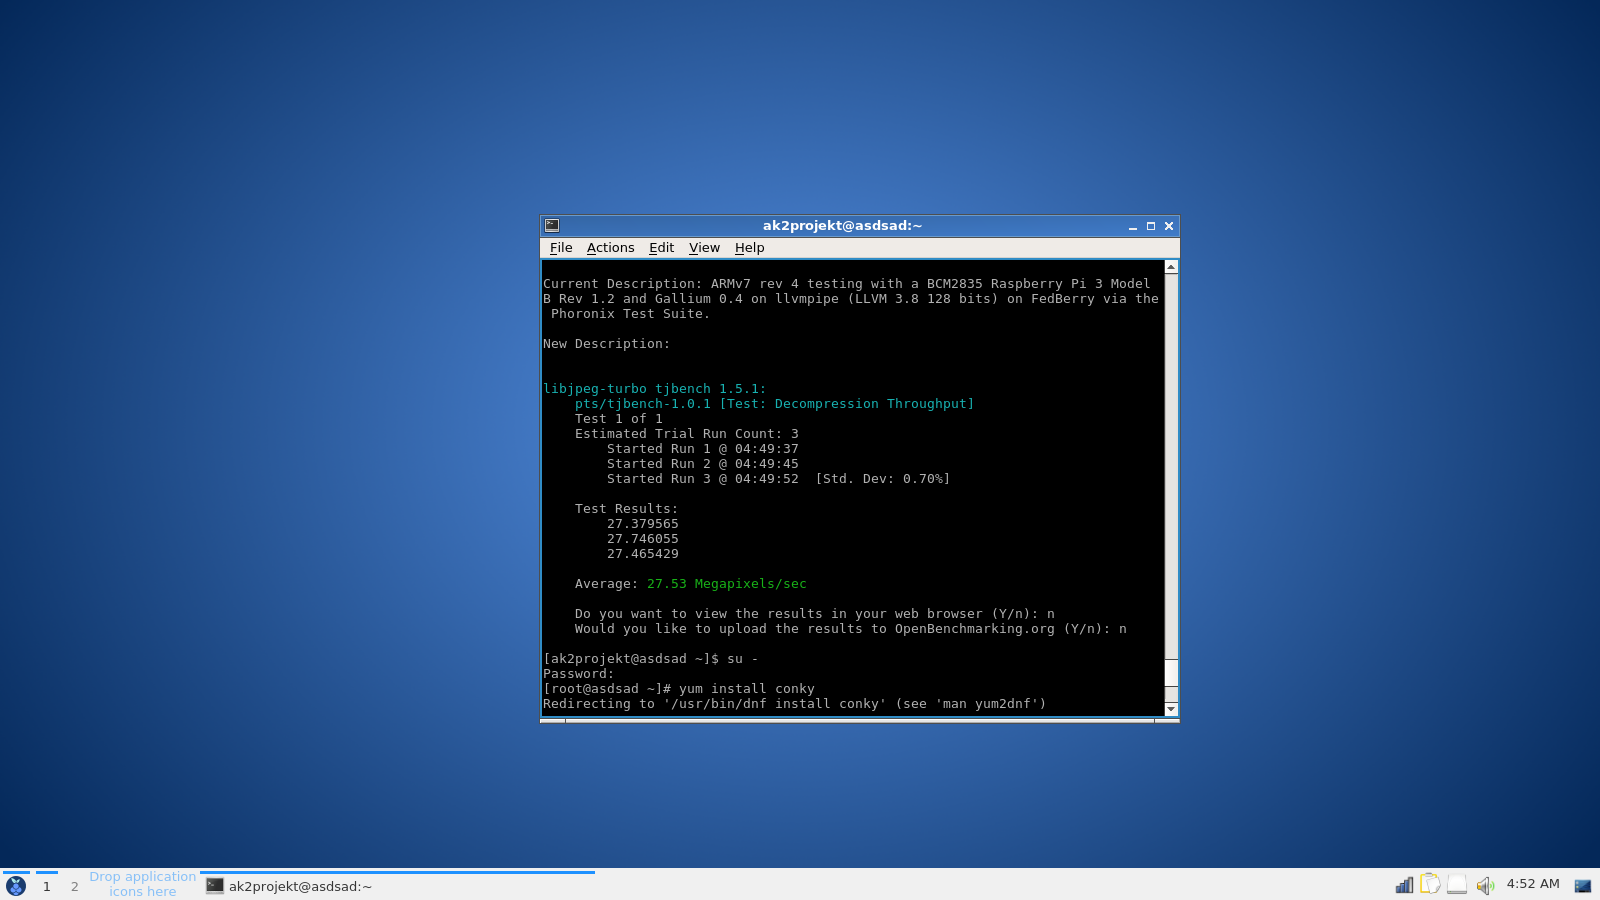 ak2projekt@asdsad:~
File Actions Edit View Help
Current Description: ARMv7 rev 4 testing with a BCM2835 Raspberry Pi 3 Model
B Rev 1.2 and Gallium 0.4 on llvmpipe (LLVM 3.8 128 bits) on FedBerry via the
Phoronix Test Suite.
New Description:
libjpeg-turbo tjbench 1.5.1:
pts/tjbench-1.0.1 [Test: Decompression Throughput]
Test 1 of 1
Estimated Trial Run Count: 3
Started Run 1 @ 04:49:37
Started Run 2 @ 04:49:45
Started Run 3 @ 04:49:52  [Std. Dev: 0.70%]
Test Results:
27.379565
27.746055
27.465429
Average: 27.53 Megapixels/sec
Do you want to view the results in your web browser (Y/n): n
Would you like to upload the results to OpenBenchmarking.org (Y/n): n
[ak2projekt@asdsad ~]$ su -
Password:
[root@asdsad ~]# yum install conky
Redirecting to '/usr/bin/dnf install conky' (see 'man yum2dnf')
1 2 Drop application
icons here
ak2projekt@asdsad:~
4:52 AM